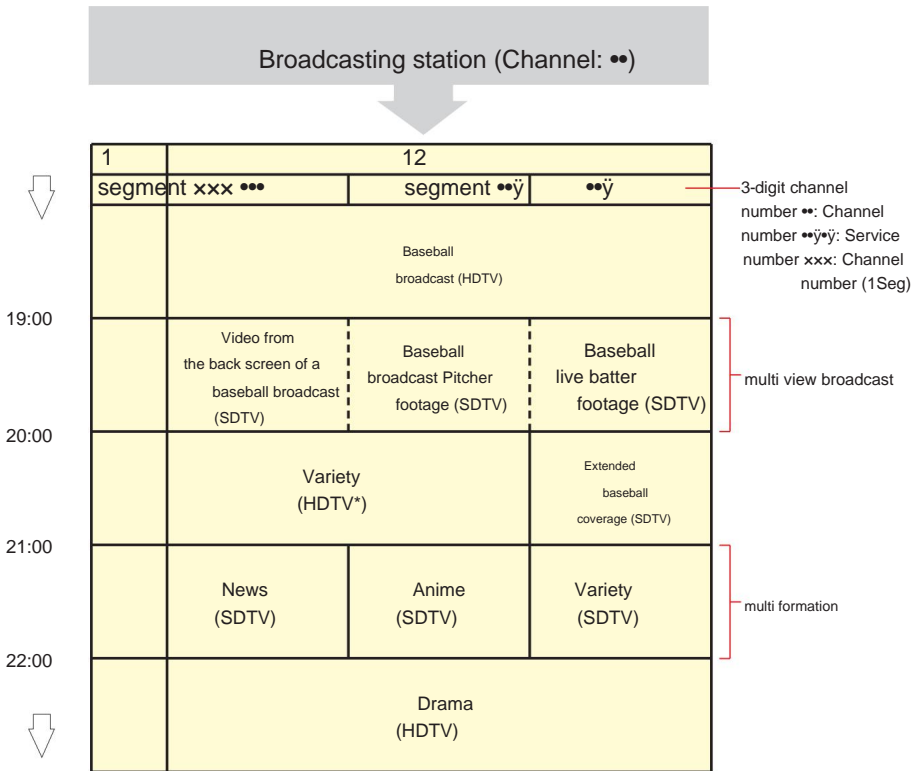 Broadcasting station (Channel: ••)
1
12
segment ××× •••
segment ••ÿ
••ÿ
3-digit channel
number ••: Channel
number ••ÿ•ÿ: Service
number ×××: Channel
number (1Seg)
Baseball
broadcast (HDTV)
19:00
Video from
the back screen of a
baseball broadcast
(SDTV)
Baseball
broadcast Pitcher
footage (SDTV)
Baseball
live batter
footage (SDTV)
multi view broadcast
20:00
Variety
(HDTV*)
Extended
baseball
coverage (SDTV)
21:00
News
(SDTV)
Anime
(SDTV)
Variety
(SDTV)
multi formation
22:00
Drama
(HDTV)